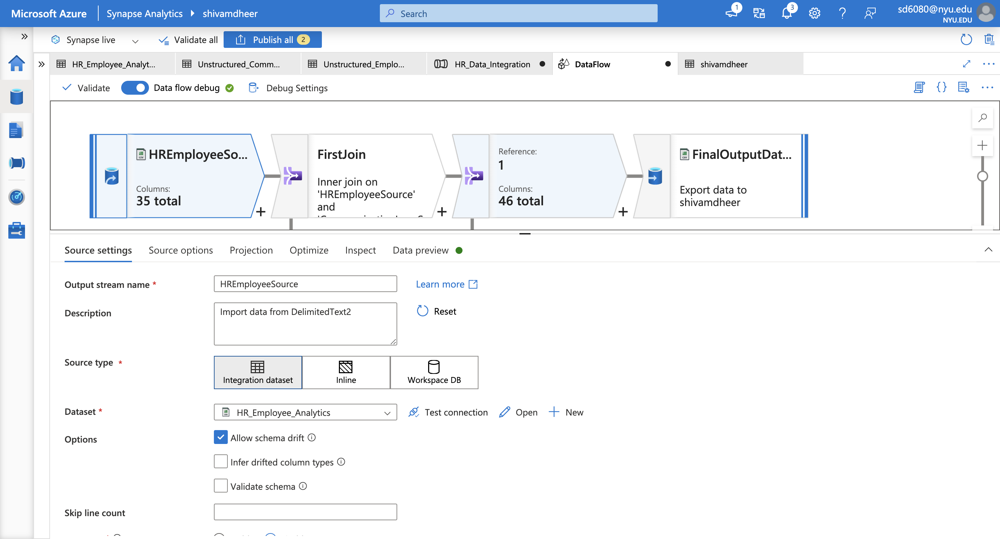 Microsoft Azure
Synapse Analytics
shivamdheer
Search
1
3
sd6080@nyu.edu
NYU.EDU
Synapse live
Validate all
Publish all 2
HR_Employee_Analyt...
Unstructured_Comm...
Unstructured_Emplo...
HR_Data_Integration
DataFlow
shivamdheer
Validate
Data flow debug
Debug Settings
HREmployeeSo...
Columns:
35 total
FirstJoin
Inner join on
'HREmployeeSource'
and
Reference:
1
Columns:
46 total
FinalOutputDat...
Export data to
shivamdheer
Source settings
Source options
Projection
Optimize
Inspect
Data preview
Output stream name *
HREmployeeSource
Learn more
Description
Import data from DelimitedText2
Reset
Source type *
Integration dataset
Inline
Workspace DB
Dataset *
HR_Employee_Analytics
Test connection
Open
New
Options
Allow schema drift
Infer drifted column types
Validate schema
Skip line count